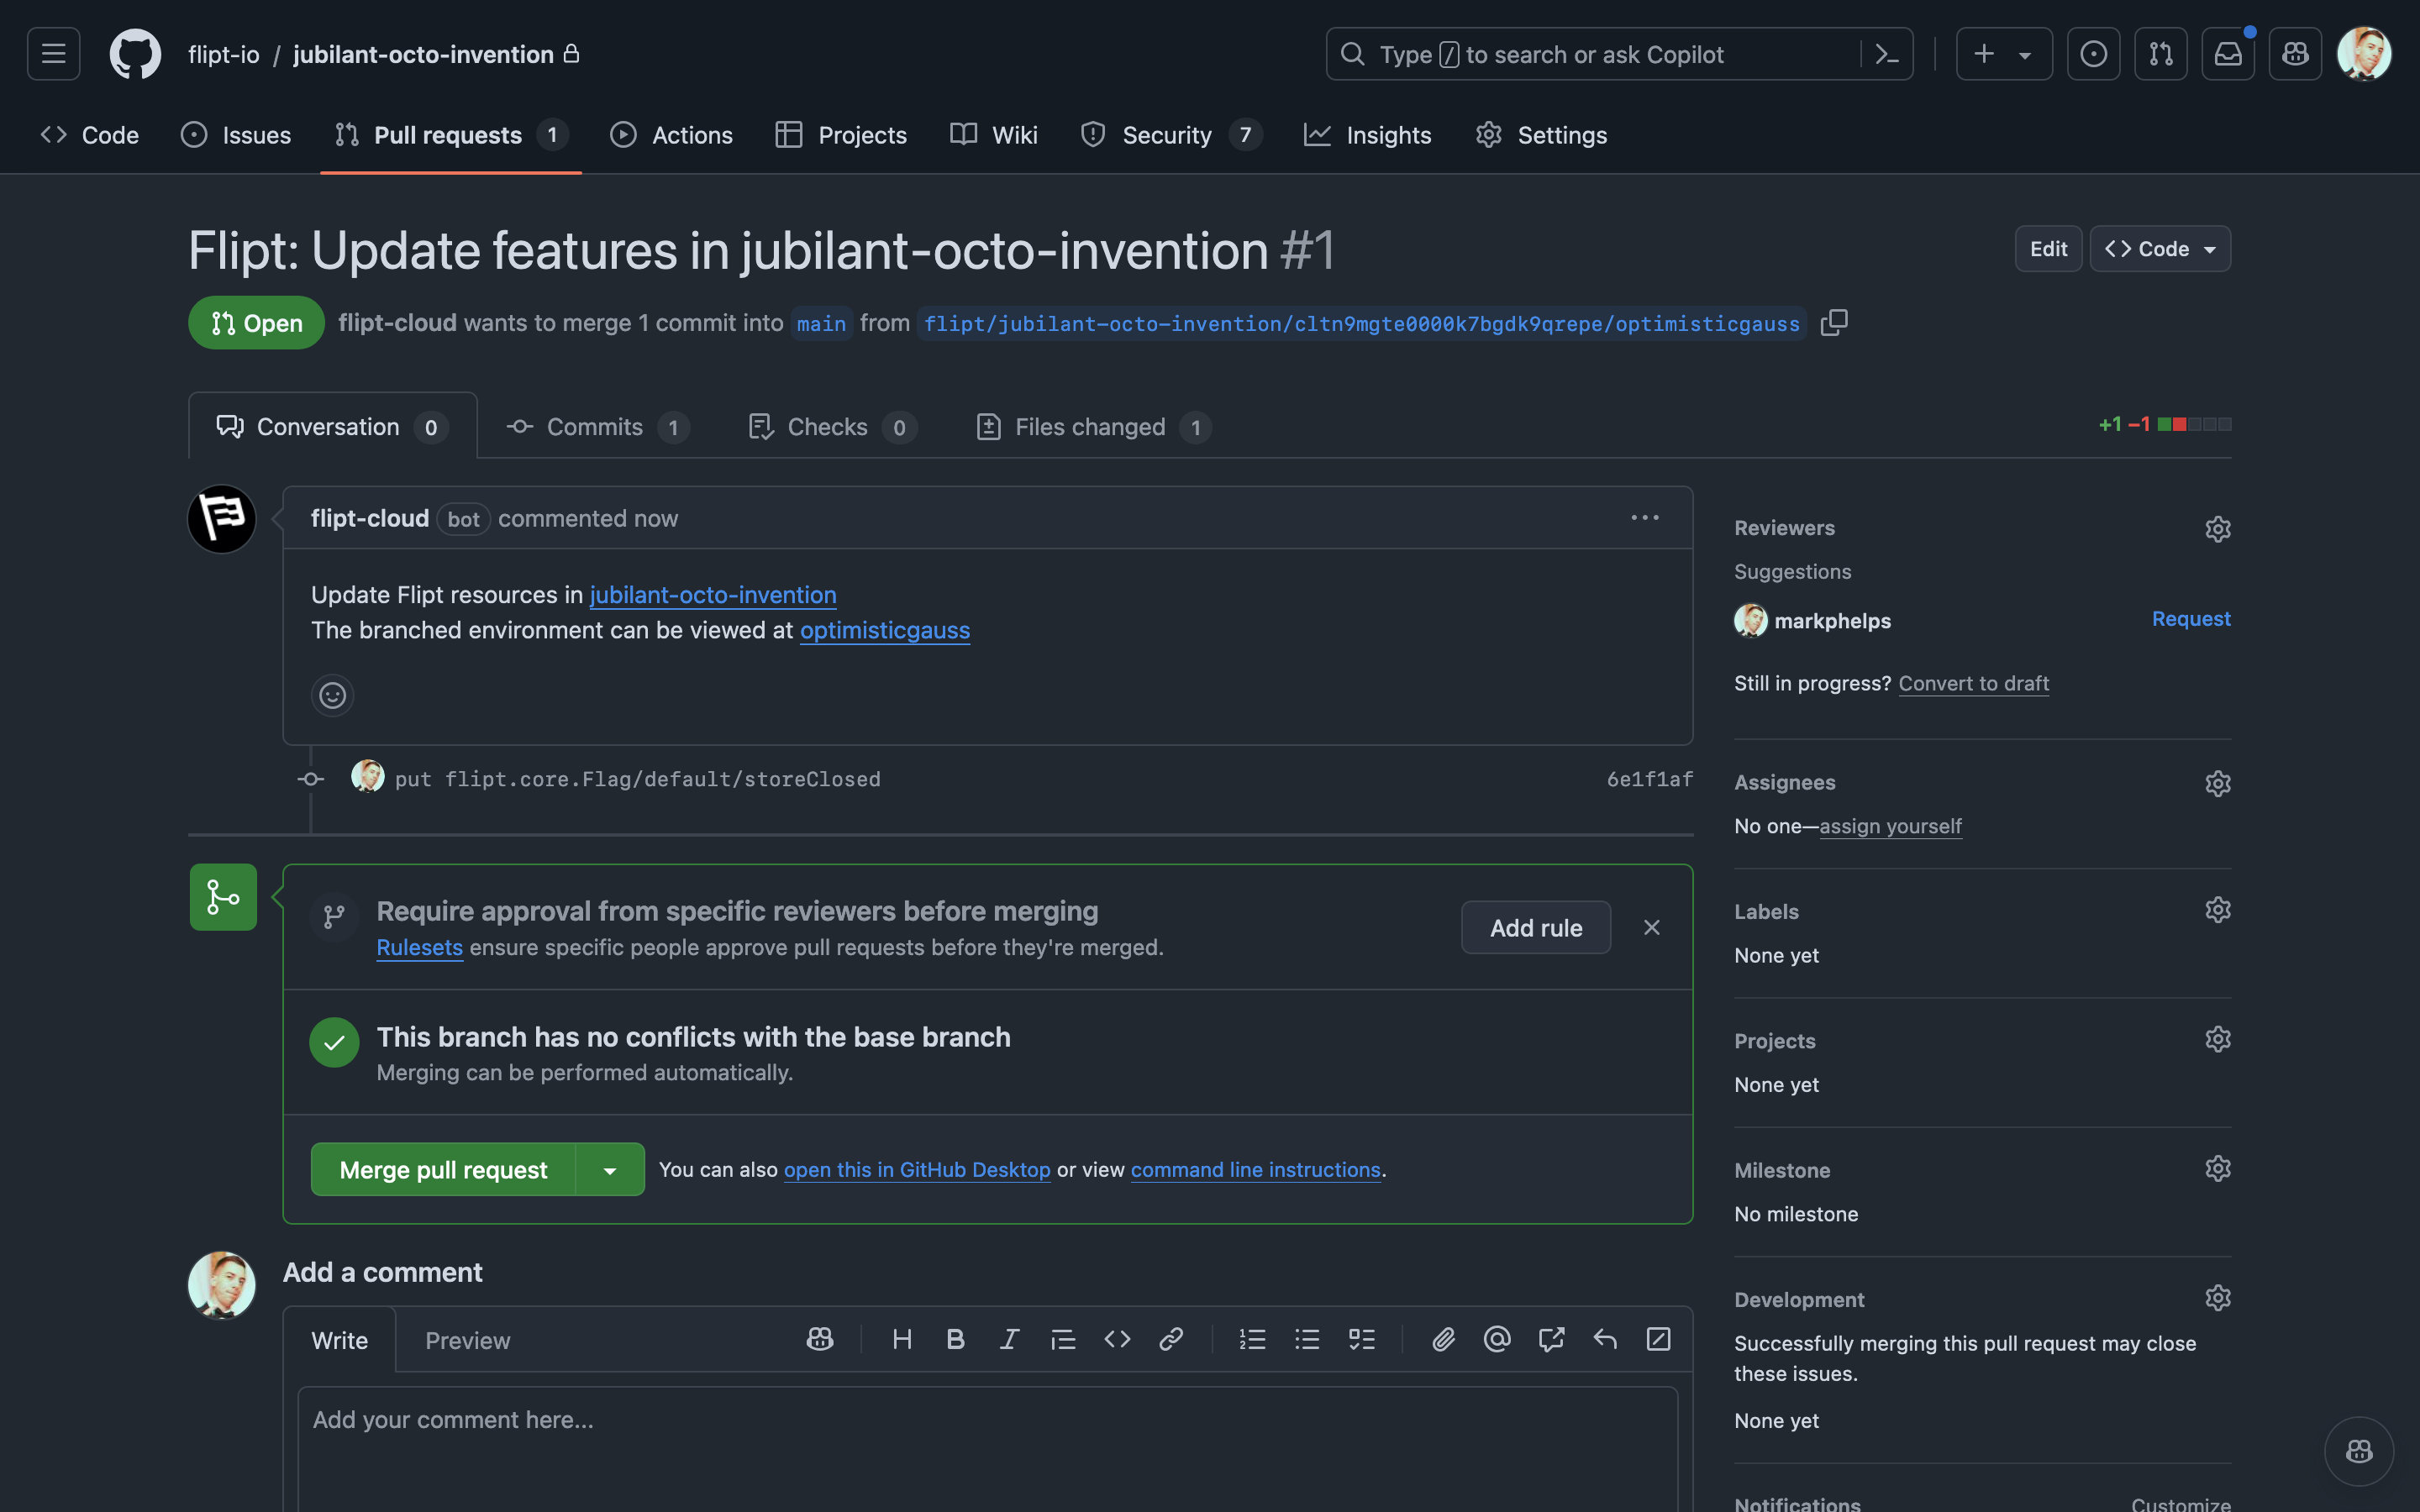 flipt-io / jubilant-octo-invention
Type / to search or ask Copilot
Code
Issues
Pull requests 1
Actions
Projects
Wiki
Security 7
Insights
Settings
Flipt: Update features in jubilant-octo-invention #1
Edit
Code
Open
flipt-cloud wants to merge 1 commit into main from flipt/jubilant-octo-invention/cltn9mgte0000k7bgdk9qrepe/optimisticgauss
Conversation 0
Commits 1
Checks 0
Files changed 1
+1 −1
flipt-cloud bot commented now
Update Flipt resources in jubilant-octo-invention
The branched environment can be viewed at optimisticgauss
put flipt.core.Flag/default/storeClosed
6e1f1af
Require approval from specific reviewers before merging
Rulesets ensure specific people approve pull requests before they're merged.
Add rule
This branch has no conflicts with the base branch
Merging can be performed automatically.
Merge pull request
You can also open this in GitHub Desktop or view command line instructions.
Add a comment
Write
Preview
Add your comment here...
Reviewers
Suggestions
markphelps
Request
Still in progress? Convert to draft
Assignees
No one—assign yourself
Labels
None yet
Projects
None yet
Milestone
No milestone
Development
Successfully merging this pull request may close
these issues.
None yet
Notifications
Customize